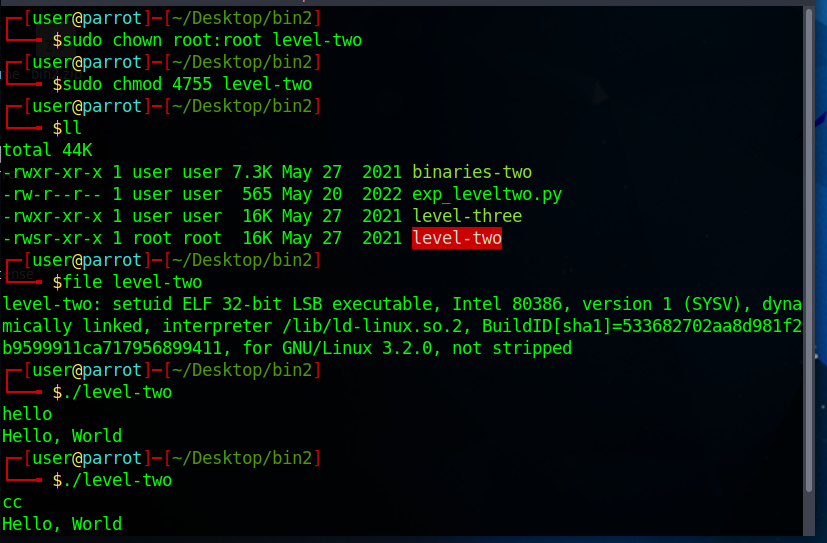 ┌─[user@parrot]─[~/Desktop/bin2]
└──╼ $sudo chown root:root level-two
┌─[user@parrot]─[~/Desktop/bin2]
└──╼ $sudo chmod 4755 level-two
┌─[user@parrot]─[~/Desktop/bin2]
└──╼ $ll
total 44K
-rwxr-xr-x 1 user user 7.3K May 27  2021 binaries-two
-rw-r--r-- 1 user user  565 May 20  2022 exp_leveltwo.py
-rwxr-xr-x 1 user user  16K May 27  2021 level-three
-rwsr-xr-x 1 root root  16K May 27  2021 level-two
┌─[user@parrot]─[~/Desktop/bin2]
└──╼ $file level-two
level-two: setuid ELF 32-bit LSB executable, Intel 80386, version 1 (SYSV), dyna
mically linked, interpreter /lib/ld-linux.so.2, BuildID[sha1]=533682702aa8d981f2
b9599911ca717956899411, for GNU/Linux 3.2.0, not stripped
┌─[user@parrot]─[~/Desktop/bin2]
└──╼ $./level-two
hello
Hello, World
┌─[user@parrot]─[~/Desktop/bin2]
└──╼ $./level-two
cc
Hello, World